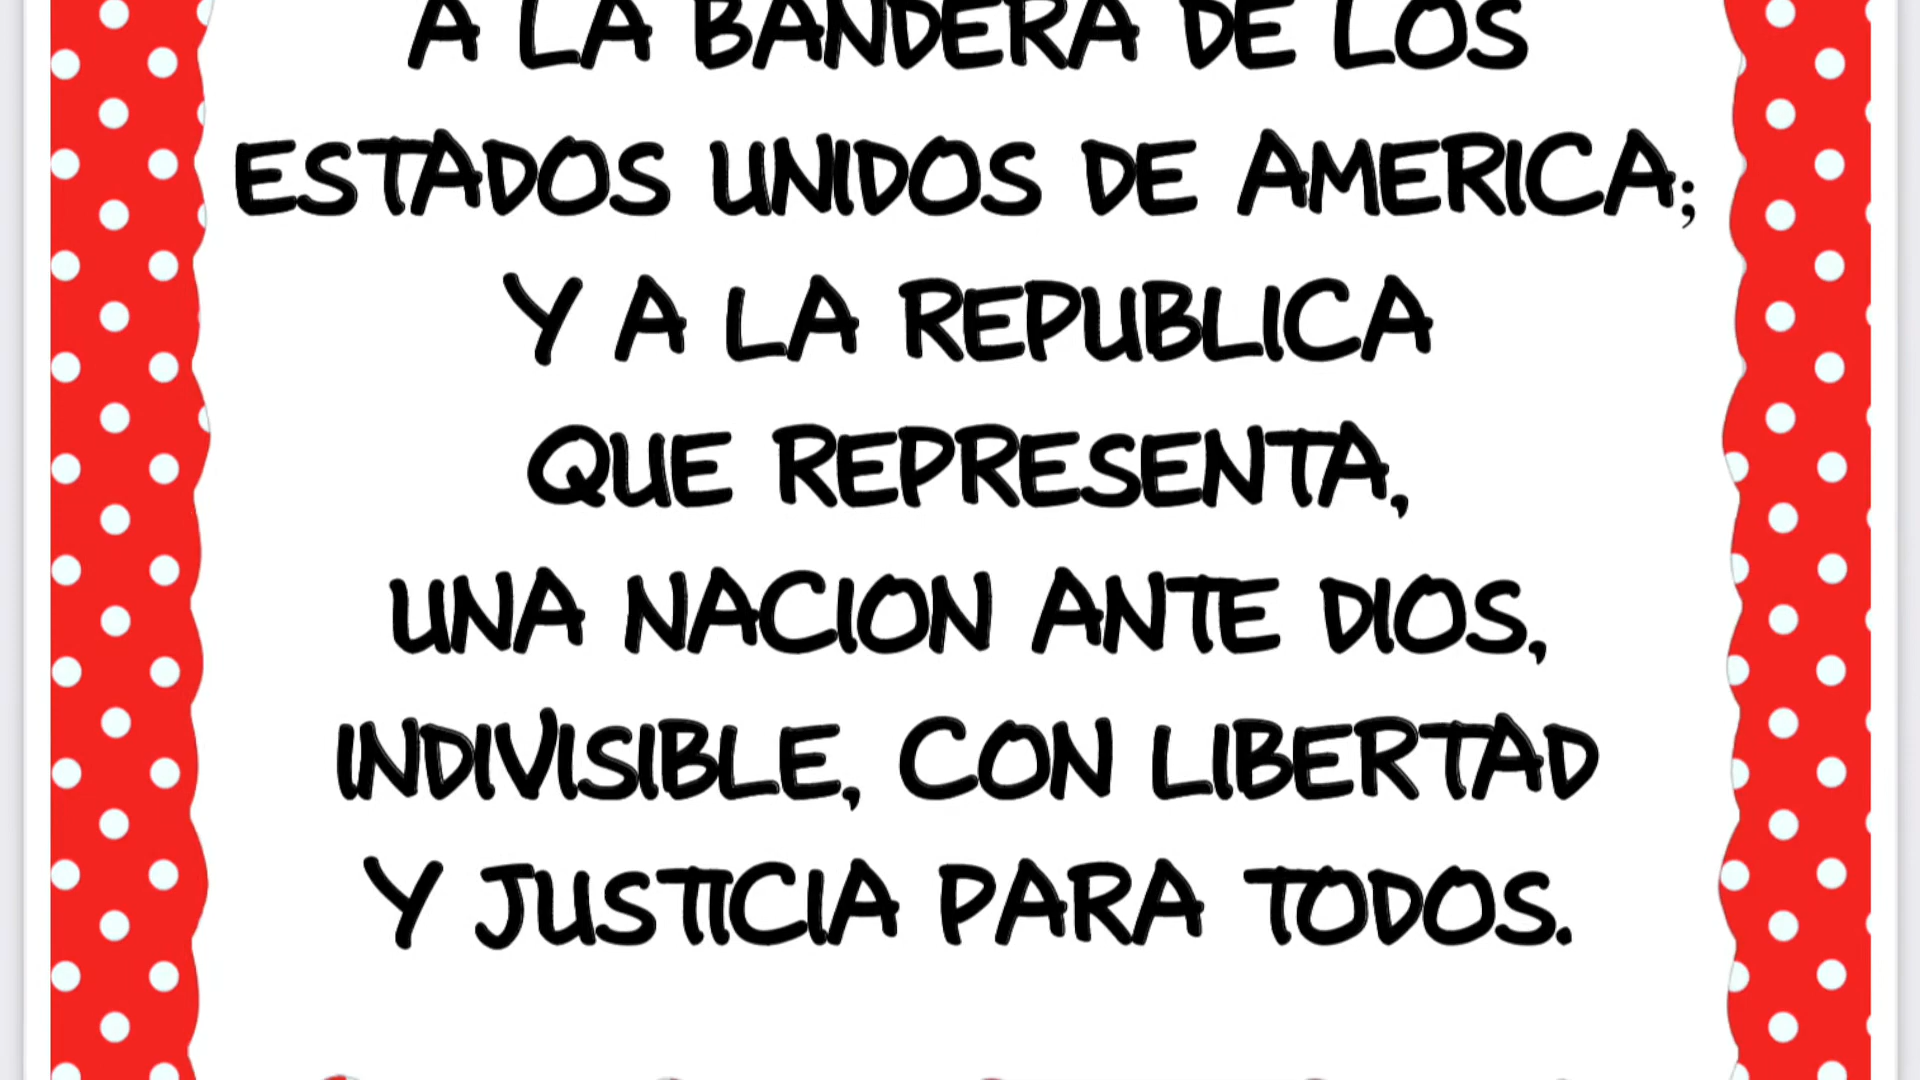 A LA BANDERA DE LOS
ESTADOS UNIDOS DE AMERICA;
Y A LA REPUBLICA
QUE REPRESENTA,
UNA NACION ANTE DIOS,
INDIVISIBLE, CON LIBERTAD
Y JUSTICIA PARA TODOS.